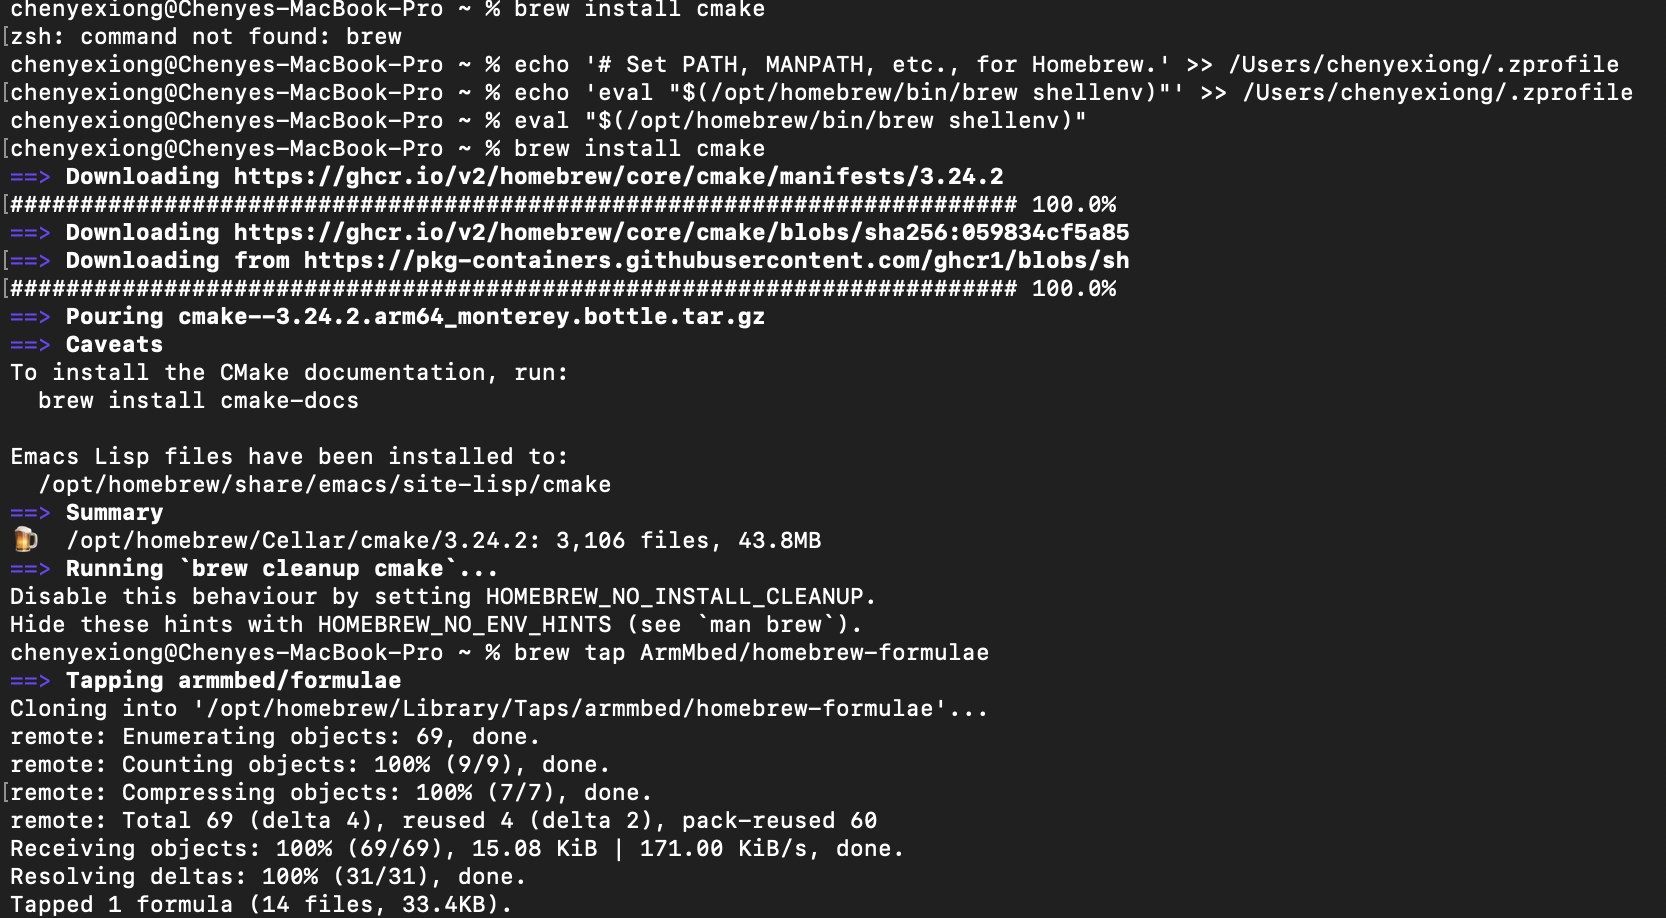 chenyexiong@Chenyes-MacBook-Pro ~ % brew install cmake
[zsh: command not found: brew
chenyexiong@Chenyes-MacBook-Pro ~ % echo '# Set PATH, MANPATH, etc., for Homebrew.' >> /Users/chenyexiong/.zprofile
[chenyexiong@Chenyes-MacBook-Pro ~ % echo 'eval "$(/opt/homebrew/bin/brew shellenv)"' >> /Users/chenyexiong/.zprofile
chenyexiong@Chenyes-MacBook-Pro ~ % eval "$(/opt/homebrew/bin/brew shellenv)"
[chenyexiong@Chenyes-MacBook-Pro ~ % brew install cmake
==> Downloading https://ghcr.io/v2/homebrew/core/cmake/manifests/3.24.2
[######################################################################## 100.0%
==> Downloading https://ghcr.io/v2/homebrew/core/cmake/blobs/sha256:059834cf5a85
[==> Downloading from https://pkg-containers.githubusercontent.com/ghcr1/blobs/sh
[######################################################################## 100.0%
==> Pouring cmake--3.24.2.arm64_monterey.bottle.tar.gz
==> Caveats
To install the CMake documentation, run:
  brew install cmake-docs

Emacs Lisp files have been installed to:
  /opt/homebrew/share/emacs/site-lisp/cmake
==> Summary
🍺  /opt/homebrew/Cellar/cmake/3.24.2: 3,106 files, 43.8MB
==> Running `brew cleanup cmake`...
Disable this behaviour by setting HOMEBREW_NO_INSTALL_CLEANUP.
Hide these hints with HOMEBREW_NO_ENV_HINTS (see `man brew`).
chenyexiong@Chenyes-MacBook-Pro ~ % brew tap ArmMbed/homebrew-formulae
==> Tapping armmbed/formulae
Cloning into '/opt/homebrew/Library/Taps/armmbed/homebrew-formulae'...
remote: Enumerating objects: 69, done.
remote: Counting objects: 100% (9/9), done.
[remote: Compressing objects: 100% (7/7), done.
remote: Total 69 (delta 4), reused 4 (delta 2), pack-reused 60
Receiving objects: 100% (69/69), 15.08 KiB | 171.00 KiB/s, done.
Resolving deltas: 100% (31/31), done.
Tapped 1 formula (14 files, 33.4KB).